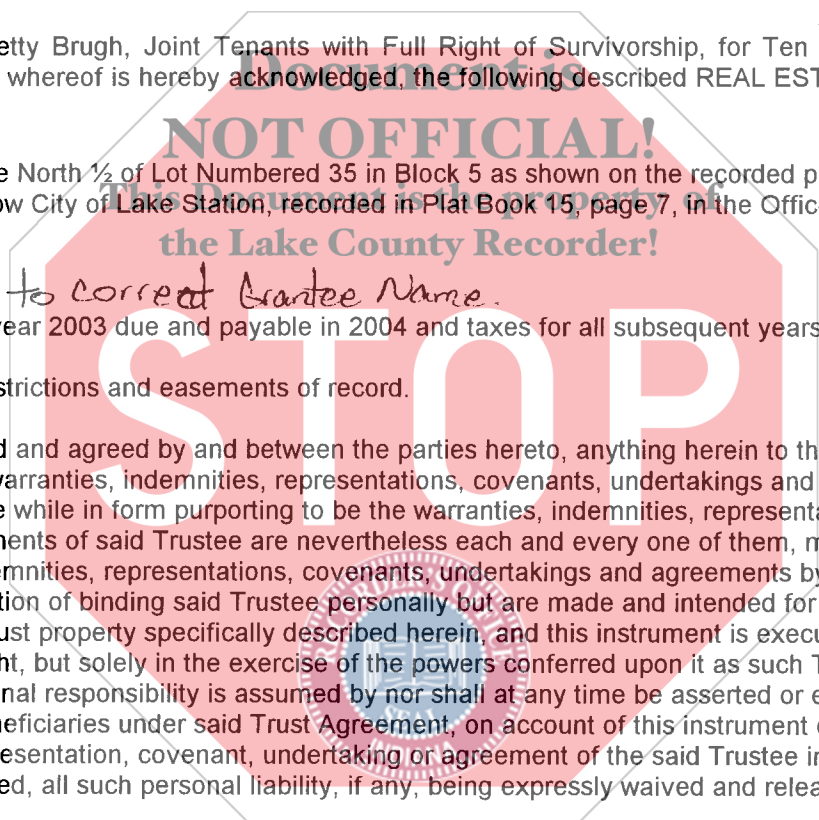 etty Brugh, Joint Tenants with Full Right of Survivorship, for Ten
whereof is hereby acknowledged, the following described REAL EST
Document is
NOT OFFICIAL!
This Document is the property of
the Lake County Recorder!
e North ½ of Lot Numbered 35 in Block 5 as shown on the recorded p
ow City of Lake Station, recorded in Plat Book 15, page 7, in the Offic
to correct Grantee Name.
year 2003 due and payable in 2004 and taxes for all subsequent years
STOP
strictions and easements of record.
d and agreed by and between the parties hereto, anything herein to th
warranties, indemnities, representations, covenants, undertakings and
e while in form purporting to be the warranties, indemnities, representa
ments of said Trustee are nevertheless each and every one of them, m
emnities, representations, covenants, undertakings and agreements by
tion of binding said Trustee personally but are made and intended for
ust property specifically described herein, and this instrument is execu
ht, but solely in the exercise of the powers conferred upon it as such T
nal responsibility is assumed by nor shall at any time be asserted or e
neficiaries under said Trust Agreement, on account of this instrument
esentation, covenant, undertaking or agreement of the said Trustee i
ed, all such personal liability, if any, being expressly waived and relea
RECORDER'S OFFICE
SEAL
INDIANA